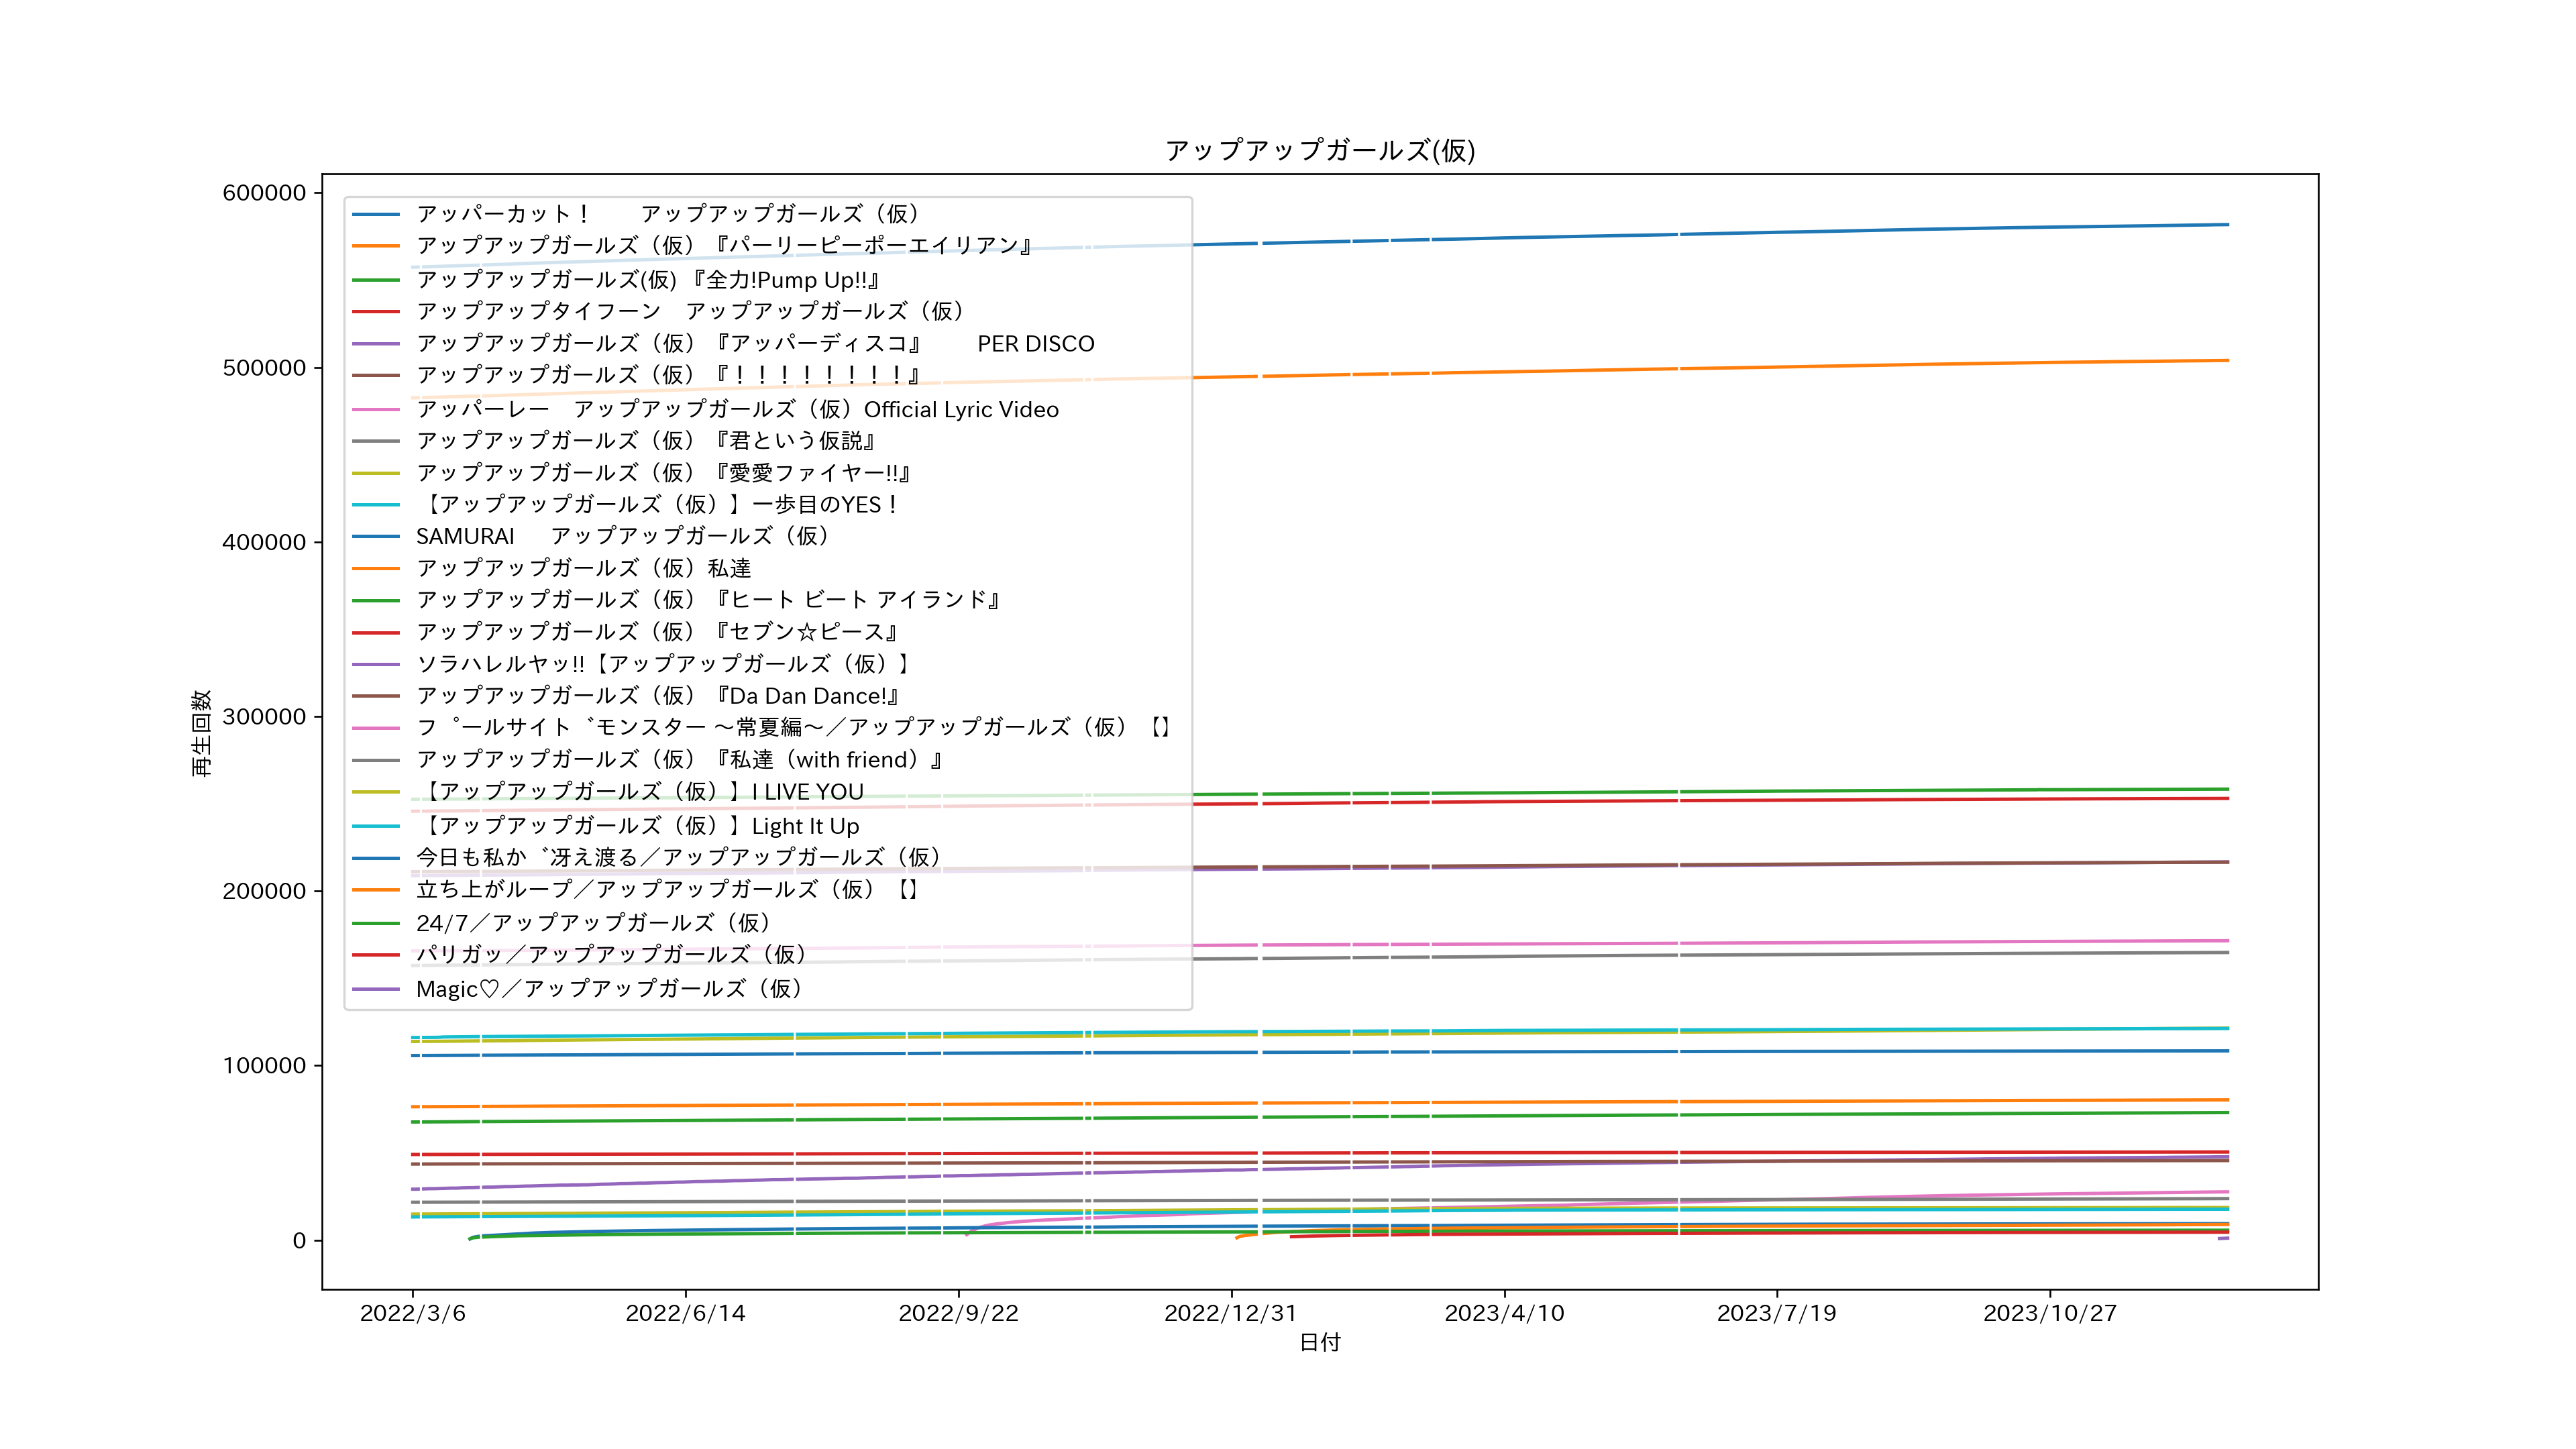 アップアップガールズ(仮)
600000
500000
400000
300000
200000
100000
0
再生回数
アッパーカット！　　アップアップガールズ（仮）
アップアップガールズ（仮）『パーリーピーポーエイリアン』
アップアップガールズ(仮) 『全力!Pump Up!!』
アップアップタイフーン　アップアップガールズ（仮）
アップアップガールズ（仮）『アッパーディスコ』　　PER DISCO
アップアップガールズ（仮）『！！！！！！！！』
アッパーレー　アップアップガールズ（仮）Official Lyric Video
アップアップガールズ（仮）『君という仮説』
アップアップガールズ（仮）『愛愛ファイヤー!!』
【アップアップガールズ（仮）】一歩目のYES！
SAMURAI　 アップアップガールズ（仮）
アップアップガールズ（仮）私達
アップアップガールズ（仮）『ヒート ビート アイランド』
アップアップガールズ（仮）『セブン☆ピース』
ソラハレルヤッ!!【アップアップガールズ（仮）】
アップアップガールズ（仮）『Da Dan Dance!』
フ゜ールサイト゛モンスター ～常夏編～／アップアップガールズ（仮）【】
アップアップガールズ（仮）『私達（with friend）』
【アップアップガールズ（仮）】I LIVE YOU
【アップアップガールズ（仮）】Light It Up
今日も私か゛冴え渡る／アップアップガールズ（仮）
立ち上がループ／アップアップガールズ（仮）【】
24/7／アップアップガールズ（仮）
パリガッ／アップアップガールズ（仮）
Magic♡／アップアップガールズ（仮）
2022/3/6 2022/6/14 2022/9/22 2022/12/31 2023/4/10 2023/7/19 2023/10/27
日付